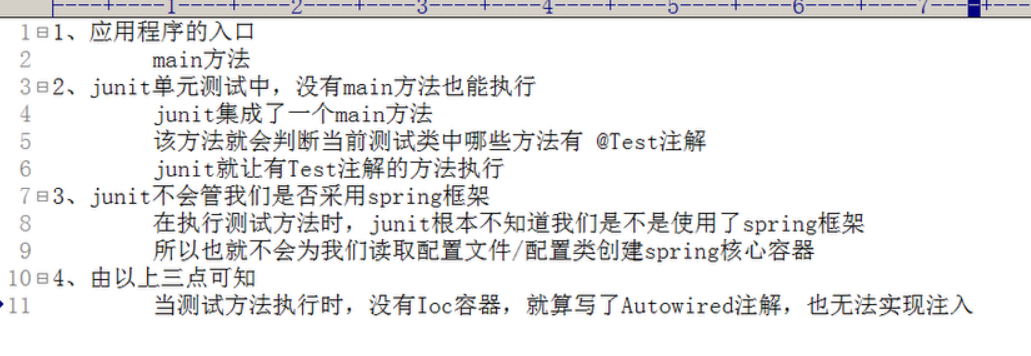 ----+----1----+----2----+----3----+----4----+----5----+----6----+----7----+---
1 1、应用程序的入口
2 main方法
3 2、junit单元测试中，没有main方法也能执行
4 junit集成了一个main方法
5 该方法就会判断当前测试类中哪些方法有 @Test注解
6 junit就让有Test注解的方法执行
7 3、junit不会管我们是否采用spring框架
8 在执行测试方法时，junit根本不知道我们是不是使用了spring框架
9 所以也就不会为我们读取配置文件/配置类创建spring核心容器
10 4、由以上三点可知
11 当测试方法执行时，没有Ioc容器，就算写了Autowired注解，也无法实现注入